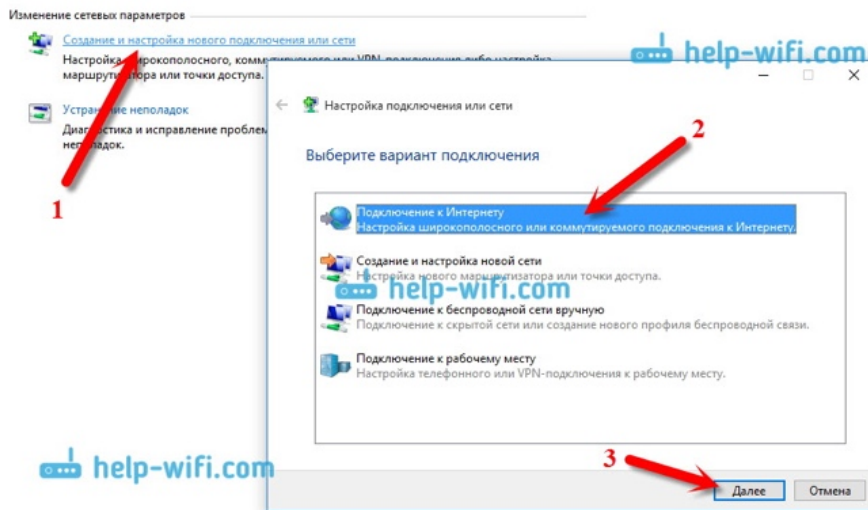 Изменение сетевых параметров
Создание и настройка нового подключения или сети
Настройка широкополосного, коммутируемого или VPN-подключения либо настройка
маршрутизатора или точки доступа.
Устранение неполадок
Диагностика и исправление проблем
неполадок.
1
help-wifi.com
Настройка подключения или сети
2
Выберите вариант подключения
Подключение к Интернету
Настройка широкополосного или коммутируемого подключения к Интернету.
Создание и настройка новой сети
Настройка нового маршрутизатора или точки доступа.
help-wifi.com
Подключение к беспроводной сети вручную
Подключение к скрытой сети или создание нового профиля беспроводной связи.
Подключение к рабочему месту
Настройка телефонного или VPN-подключения к рабочему месту.
help-wifi.com
3
Далее
Отмена